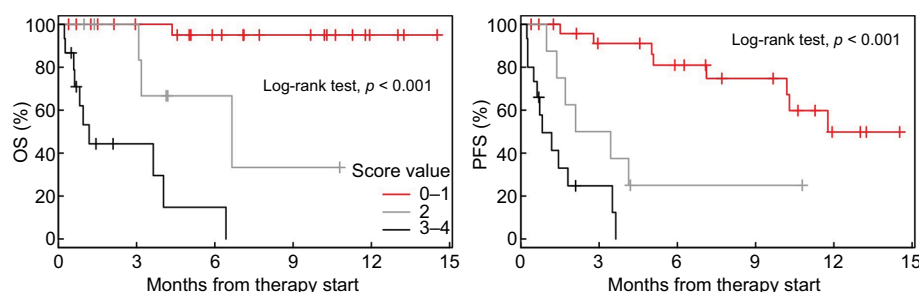 OS (%)
100
80
60
40
20
0
0 3 6 9 12 15
Months from therapy start
Log-rank test, p < 0.001
Score value
0–1
2
3–4
PFS (%)
100
80
60
40
20
0
0 3 6 9 12 15
Months from therapy start
Log-rank test, p < 0.001